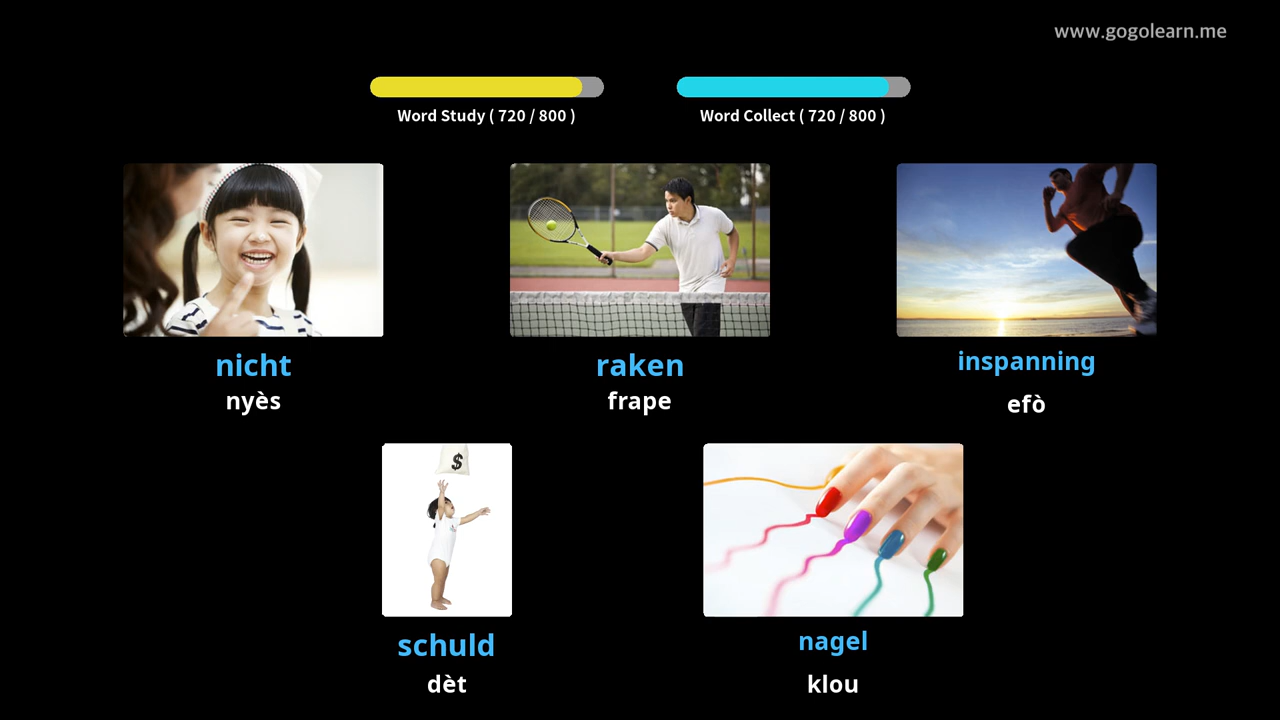 www.gogolearn.me
Word Study ( 720 / 800 )
Word Collect ( 720 / 800 )
nicht
nyès
raken
frape
inspanning
efò
$
schuld
dèt
nagel
klou